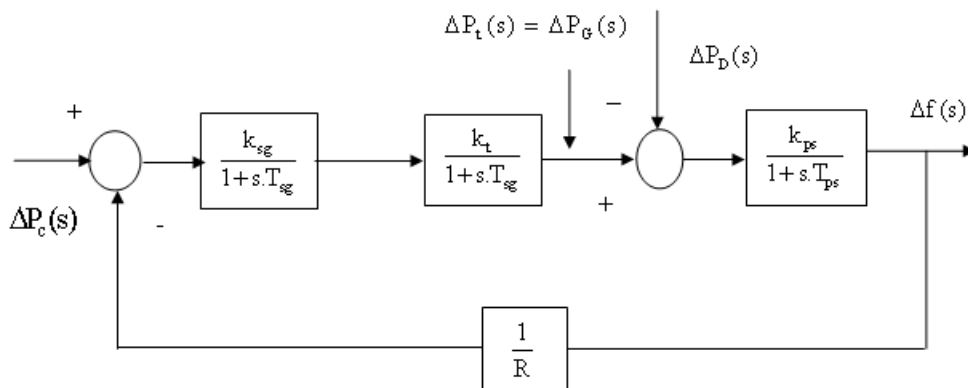 ΔP_t(s) = ΔP_G(s)
ΔP_D(s)
+
−
Δf(s)
k_sg
1+s.T_sg
k_t
1+s.T_sg
k_ps
1+s.T_ps
ΔP_c(s)
-
+
1
R